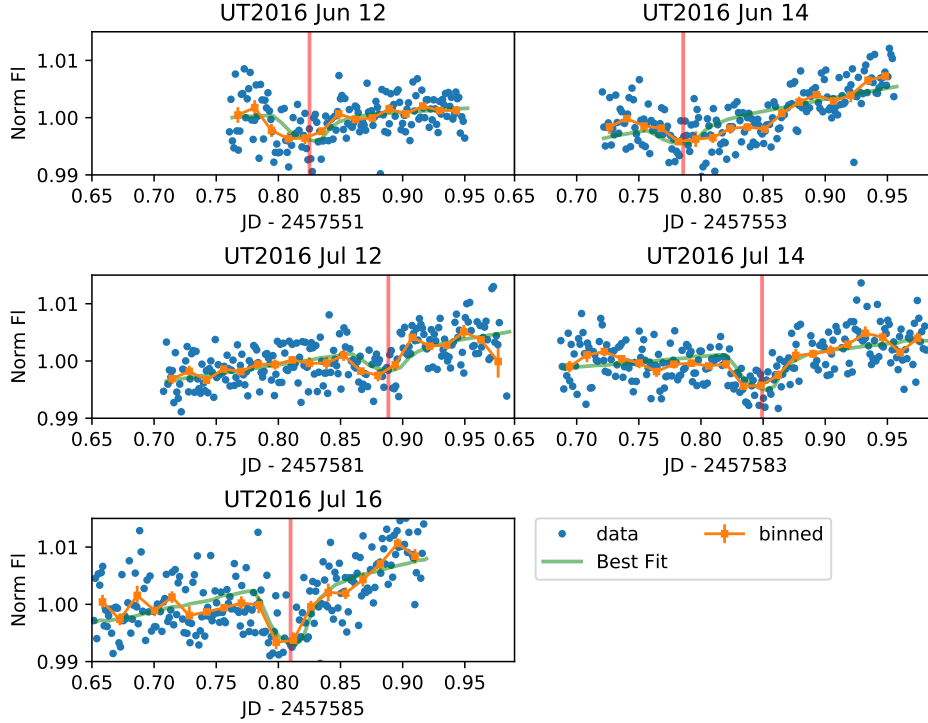 UT2016 Jun 12
UT2016 Jun 14
Norm Fl
1.01
1.00
0.99
0.65 0.70 0.75 0.80 0.85 0.90 0.95 0.65 0.70 0.75 0.80 0.85 0.90 0.95
JD - 2457551
JD - 2457553
UT2016 Jul 12
UT2016 Jul 14
Norm Fl
1.01
1.00
0.99
0.65 0.70 0.75 0.80 0.85 0.90 0.95 0.65 0.70 0.75 0.80 0.85 0.90 0.95
JD - 2457581
JD - 2457583
UT2016 Jul 16
Norm Fl
1.01
1.00
0.99
0.65 0.70 0.75 0.80 0.85 0.90 0.95
JD - 2457585
data
binned
Best Fit